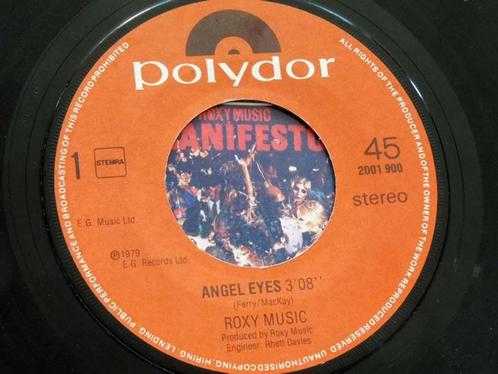 polydor
ROXY MUSIC
MANIFESTO
1
STEMRA
45
2001 900
stereo
E.G. Music Ltd.
℗1979
E.G. Records Ltd
ANGEL EYES 3'08''
(Ferry/MacKay)
ROXY MUSIC
Produced by Roxy Music
Engineer: Rhett Davies
ALL RIGHTS OF THE PRODUCER AND OF THE OWNER OF THE WORK REPRODUCED RESERVED. UNAUTHORISED COPYING, HIRING, LENDING, PUBLIC PERFORMANCE AND BROADCASTING OF THIS RECORD PROHIBITED